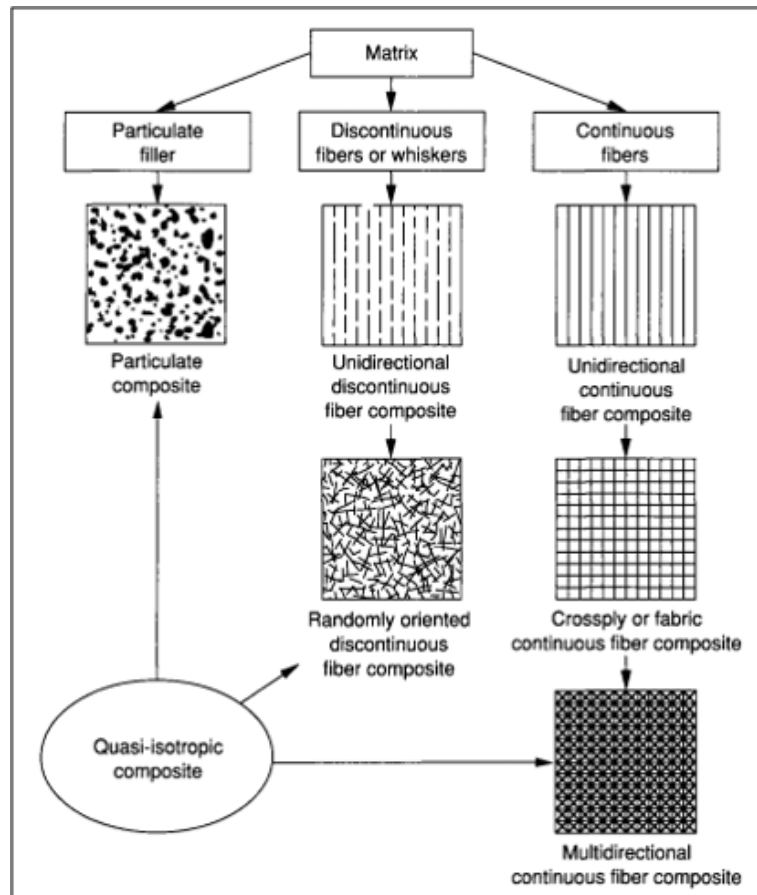 Matrix
Particulate
filler
Discontinuous
fibers or whiskers
Continuous
fibers
Particulate
composite
Unidirectional
discontinuous
fiber composite
Unidirectional
continuous
fiber composite
Randomly oriented
discontinuous
fiber composite
Crossply or fabric
continuous fiber composite
Quasi-isotropic
composite
Multidirectional
continuous fiber composite